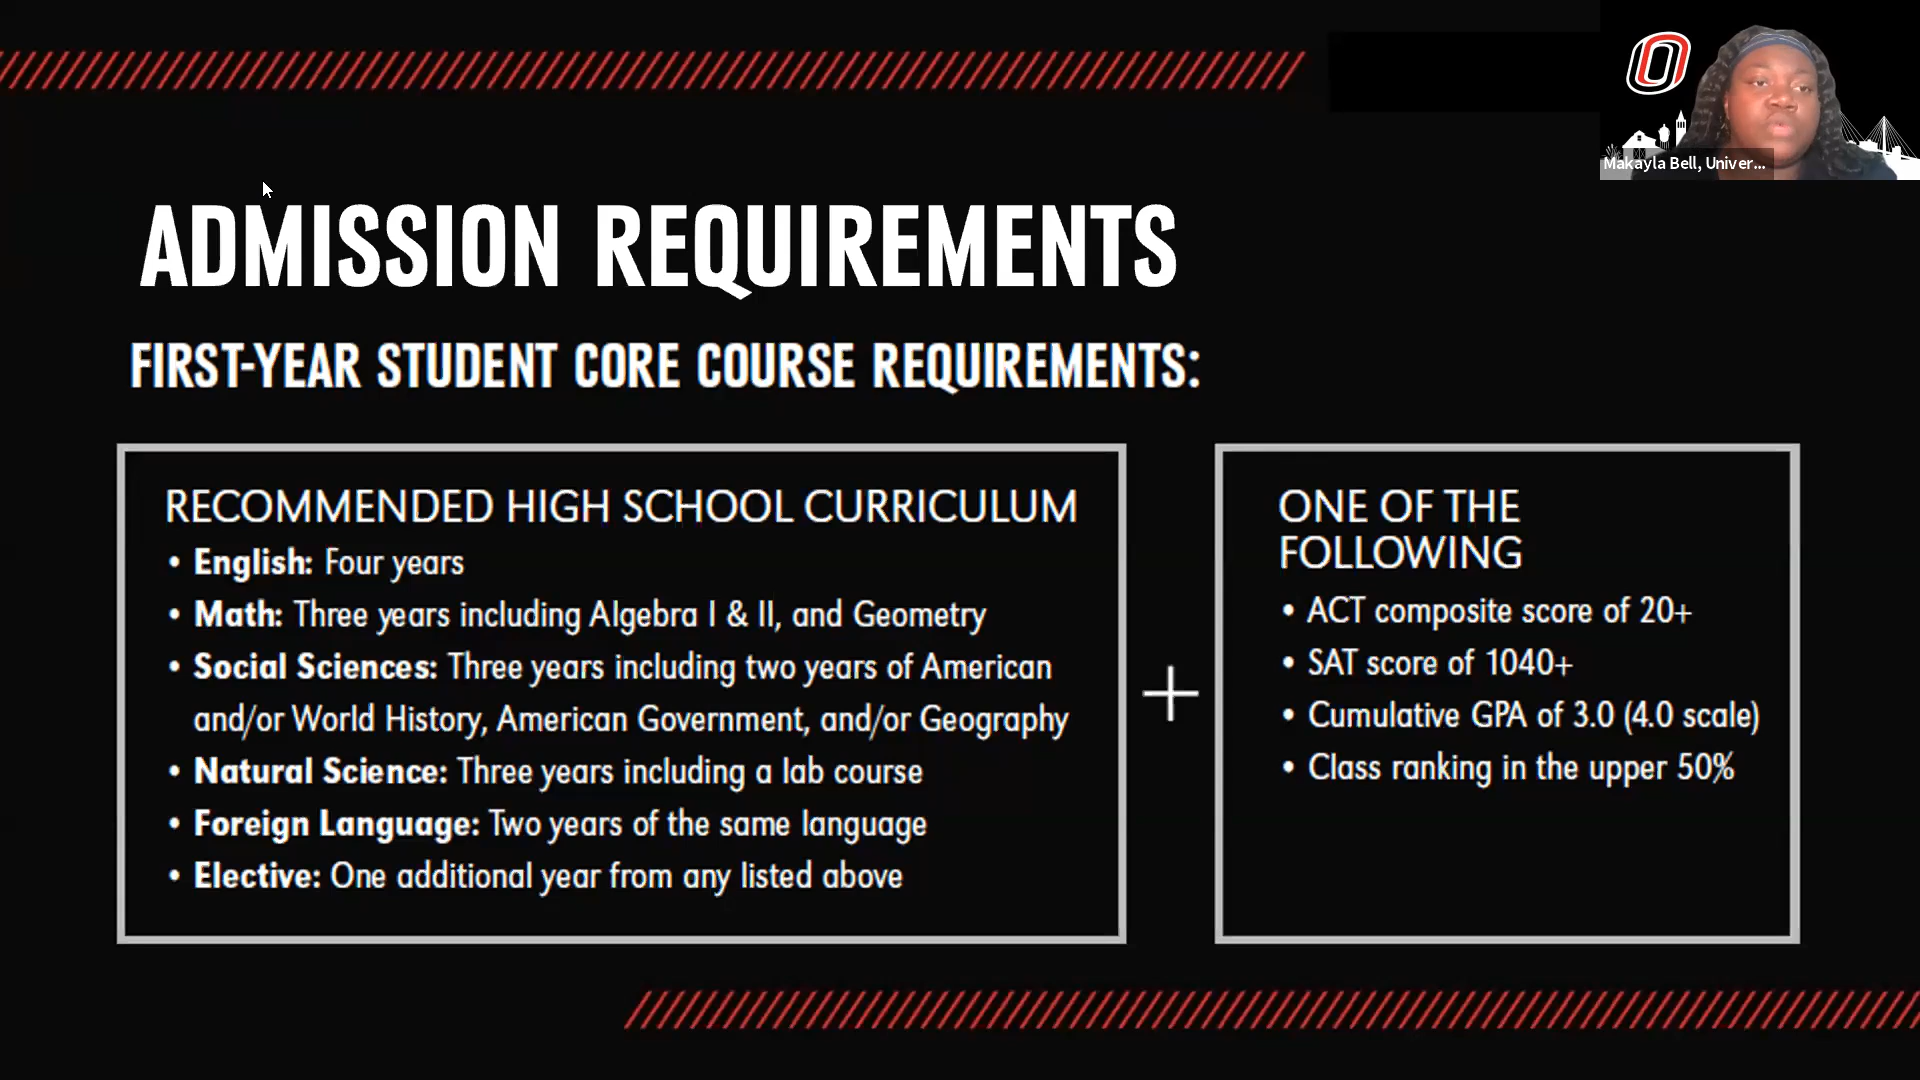 O
Makayla Bell, Univer...
ADMISSION REQUIREMENTS
FIRST-YEAR STUDENT CORE COURSE REQUIREMENTS:
RECOMMENDED HIGH SCHOOL CURRICULUM
• English: Four years
• Math: Three years including Algebra I & II, and Geometry
• Social Sciences: Three years including two years of American
and/or World History, American Government, and/or Geography
• Natural Science: Three years including a lab course
• Foreign Language: Two years of the same language
• Elective: One additional year from any listed above
+
ONE OF THE
FOLLOWING
• ACT composite score of 20+
• SAT score of 1040+
• Cumulative GPA of 3.0 (4.0 scale)
• Class ranking in the upper 50%